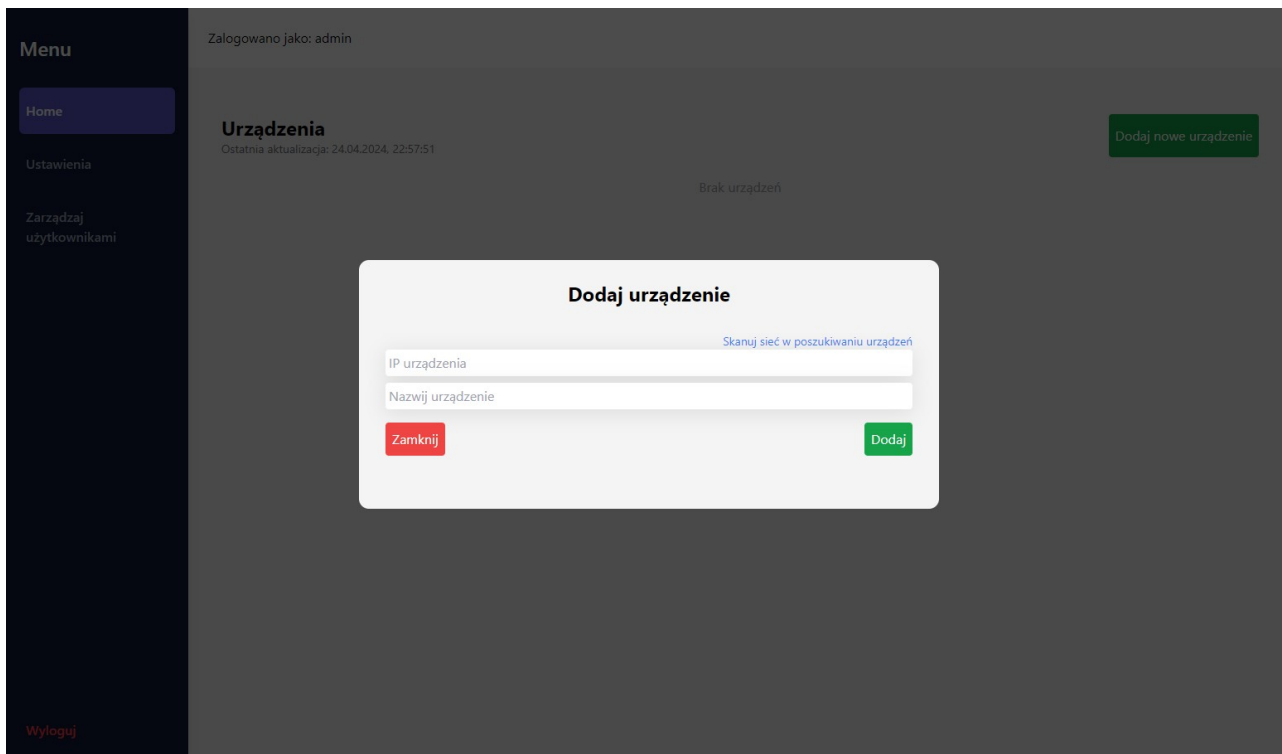 Menu
Zalogowano jako: admin
Home
Urządzenia
Dodaj nowe urządzenie
Ostatnia aktualizacja: 24.04.2024, 22:57:51
Ustawienia
Brak urządzeń
Zarządzaj
użytkownikami
Dodaj urządzenie
Skanuj sieć w poszukiwaniu urządzeń
IP urządzenia
Nazwij urządzenie
Zamknij
Dodaj
Wyloguj